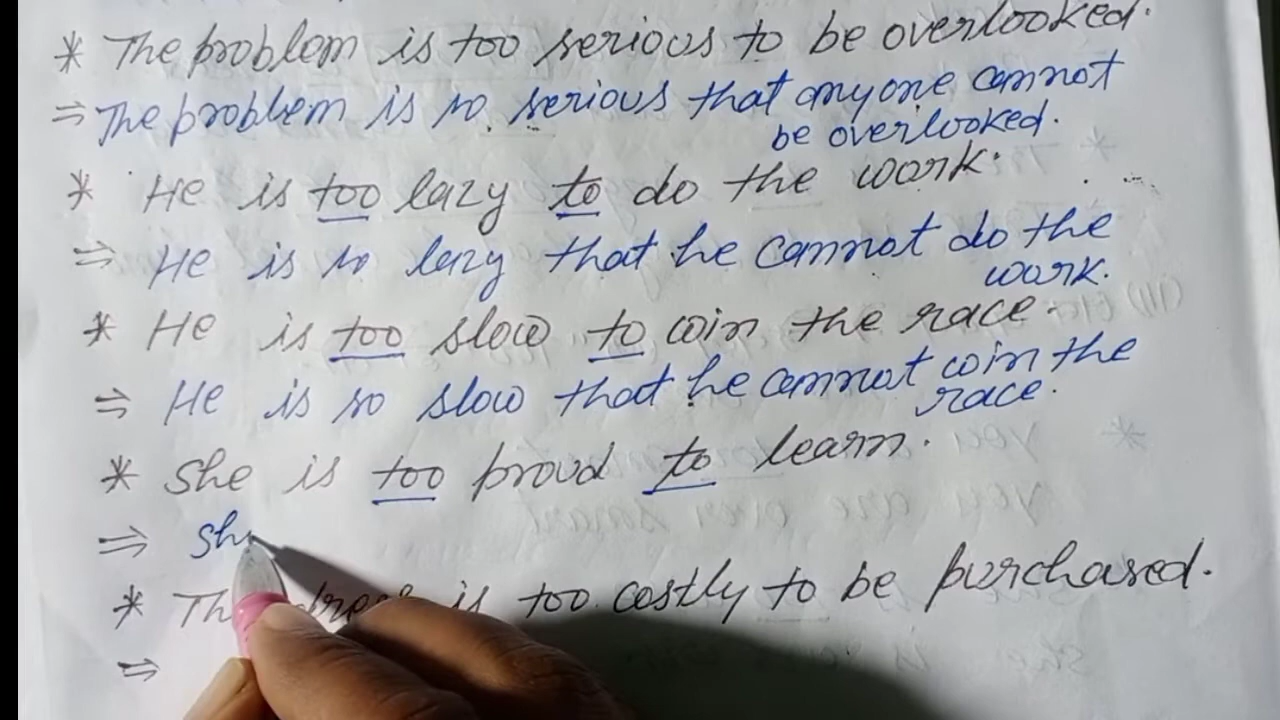 * The problem is too serious to be overlooked.
⇒ The problem is so serious that anyone cannot
be overlooked.
* He is too lazy to do the work.
⇒ He is so lazy that he cannot do the
work.
* He is too slow to win the race.
⇒ He is so slow that he cannot win the
race.
* She is too proud to learn.
⇒ Sh
* Th dress is too costly to be purchased.
⇒